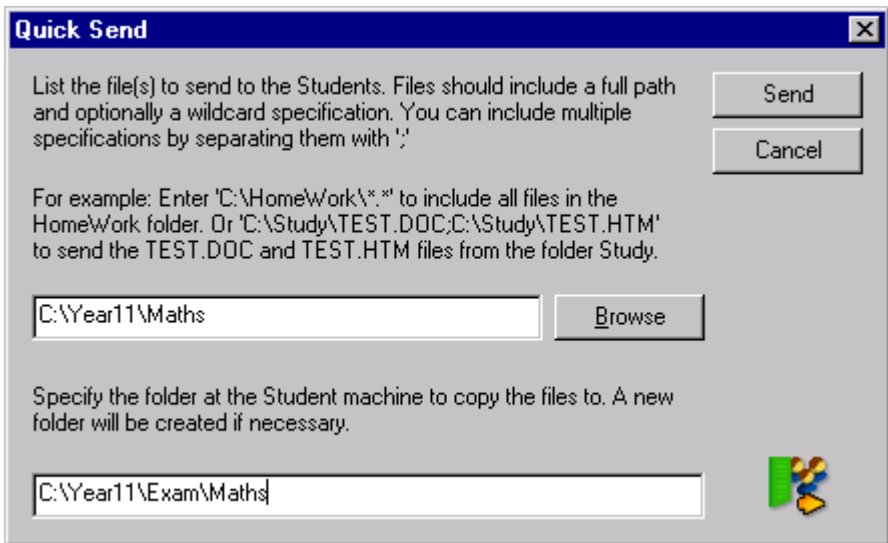 Quick Send
List the file(s) to send to the Students. Files should include a full path
and optionally a wildcard specification. You can include multiple
specifications by separating them with ';'
Send
Cancel
For example: Enter 'C:\HomeWork\*.*' to include all files in the
HomeWork folder. Or 'C:\Study\TEST.DOC;C:\Study\TEST.HTM'
to send the TEST.DOC and TEST.HTM files from the folder Study.
C:\Year11\Maths
Browse
Specify the folder at the Student machine to copy the files to. A new
folder will be created if necessary.
C:\Year11\Exam\Maths